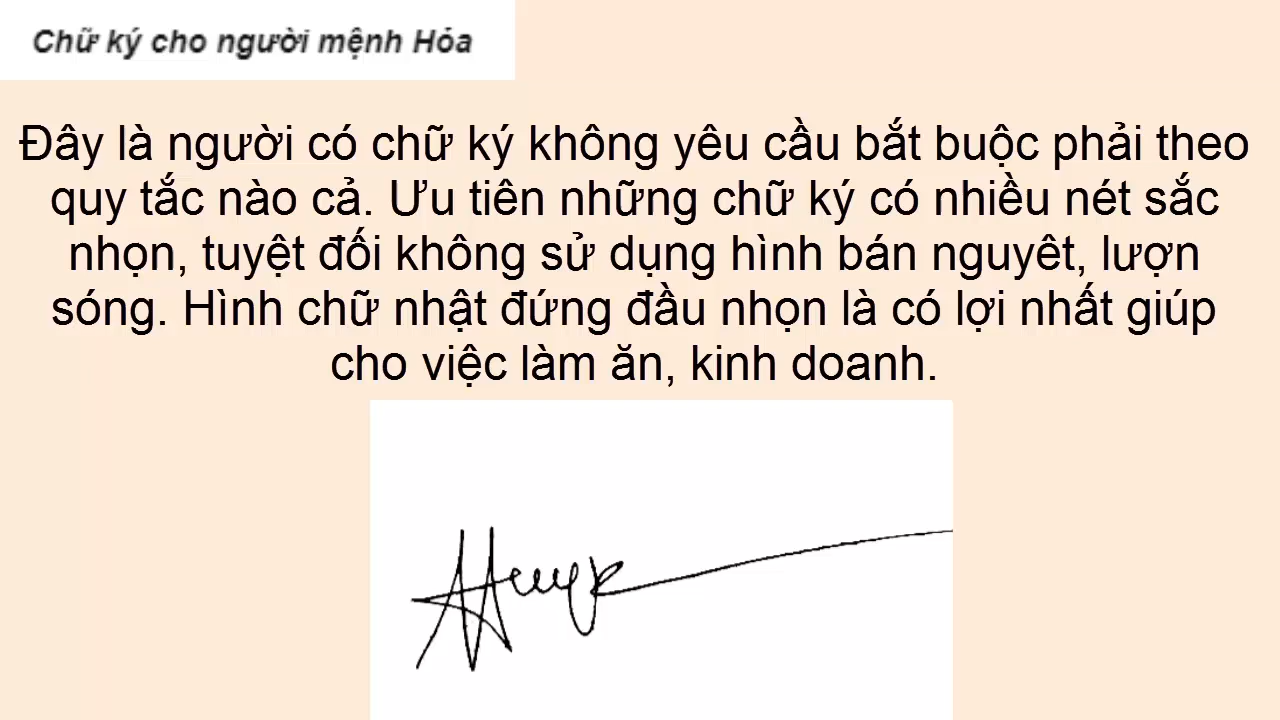 Chữ ký cho người mệnh Hỏa
Đây là người có chữ ký không yêu cầu bắt buộc phải theo
quy tắc nào cả. Ưu tiên những chữ ký có nhiều nét sắc
nhọn, tuyệt đối không sử dụng hình bán nguyêt, lượn
sóng. Hình chữ nhật đứng đầu nhọn là có lợi nhất giúp
cho việc làm ăn, kinh doanh.